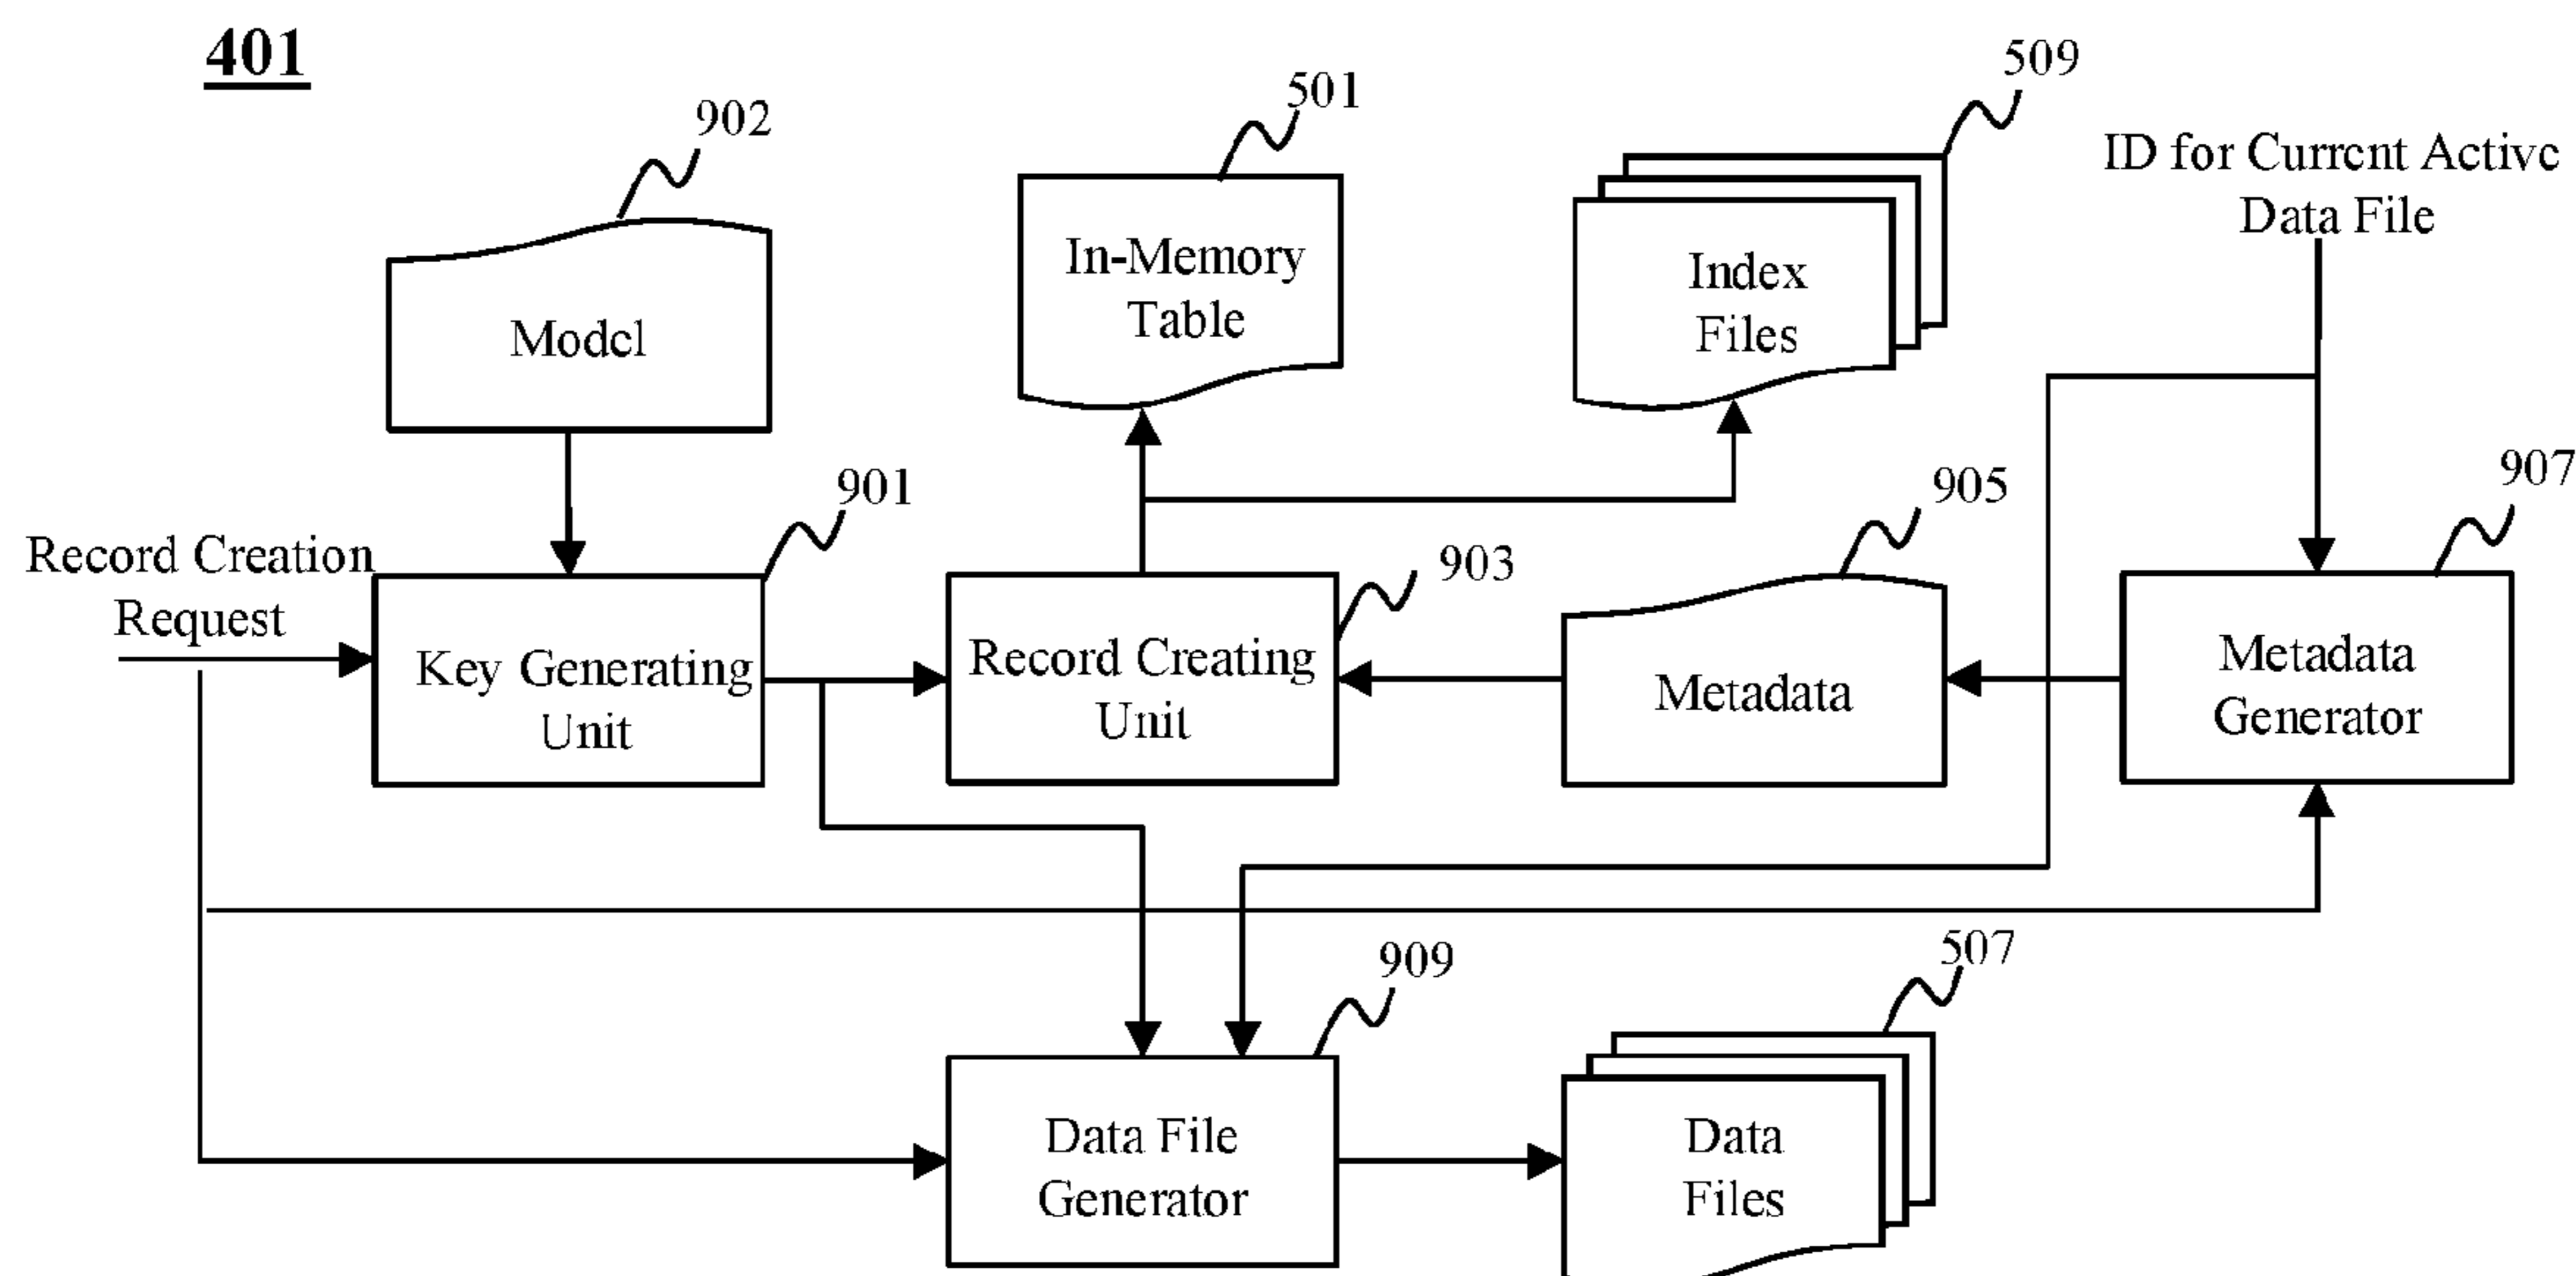 401
902
501
509
ID for Current Active
Data File
Model
In-Memory
Table
Index
Files
901
903
905
907
Record Creation
Request
Key Generating
Unit
Record Creating
Unit
Metadata
Metadata
Generator
909
507
Data File
Generator
Data
Files